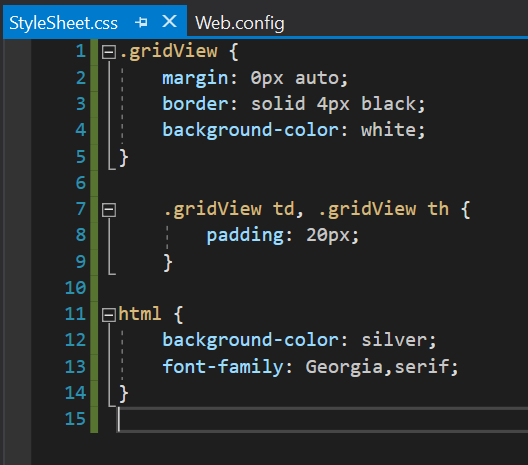 StyleSheet.css Web.config
1 .gridView {
2     margin: 0px auto;
3     border: solid 4px black;
4     background-color: white;
5 }
6
7     .gridView td, .gridView th {
8         padding: 20px;
9     }
10
11 html {
12     background-color: silver;
13     font-family: Georgia,serif;
14 }
15